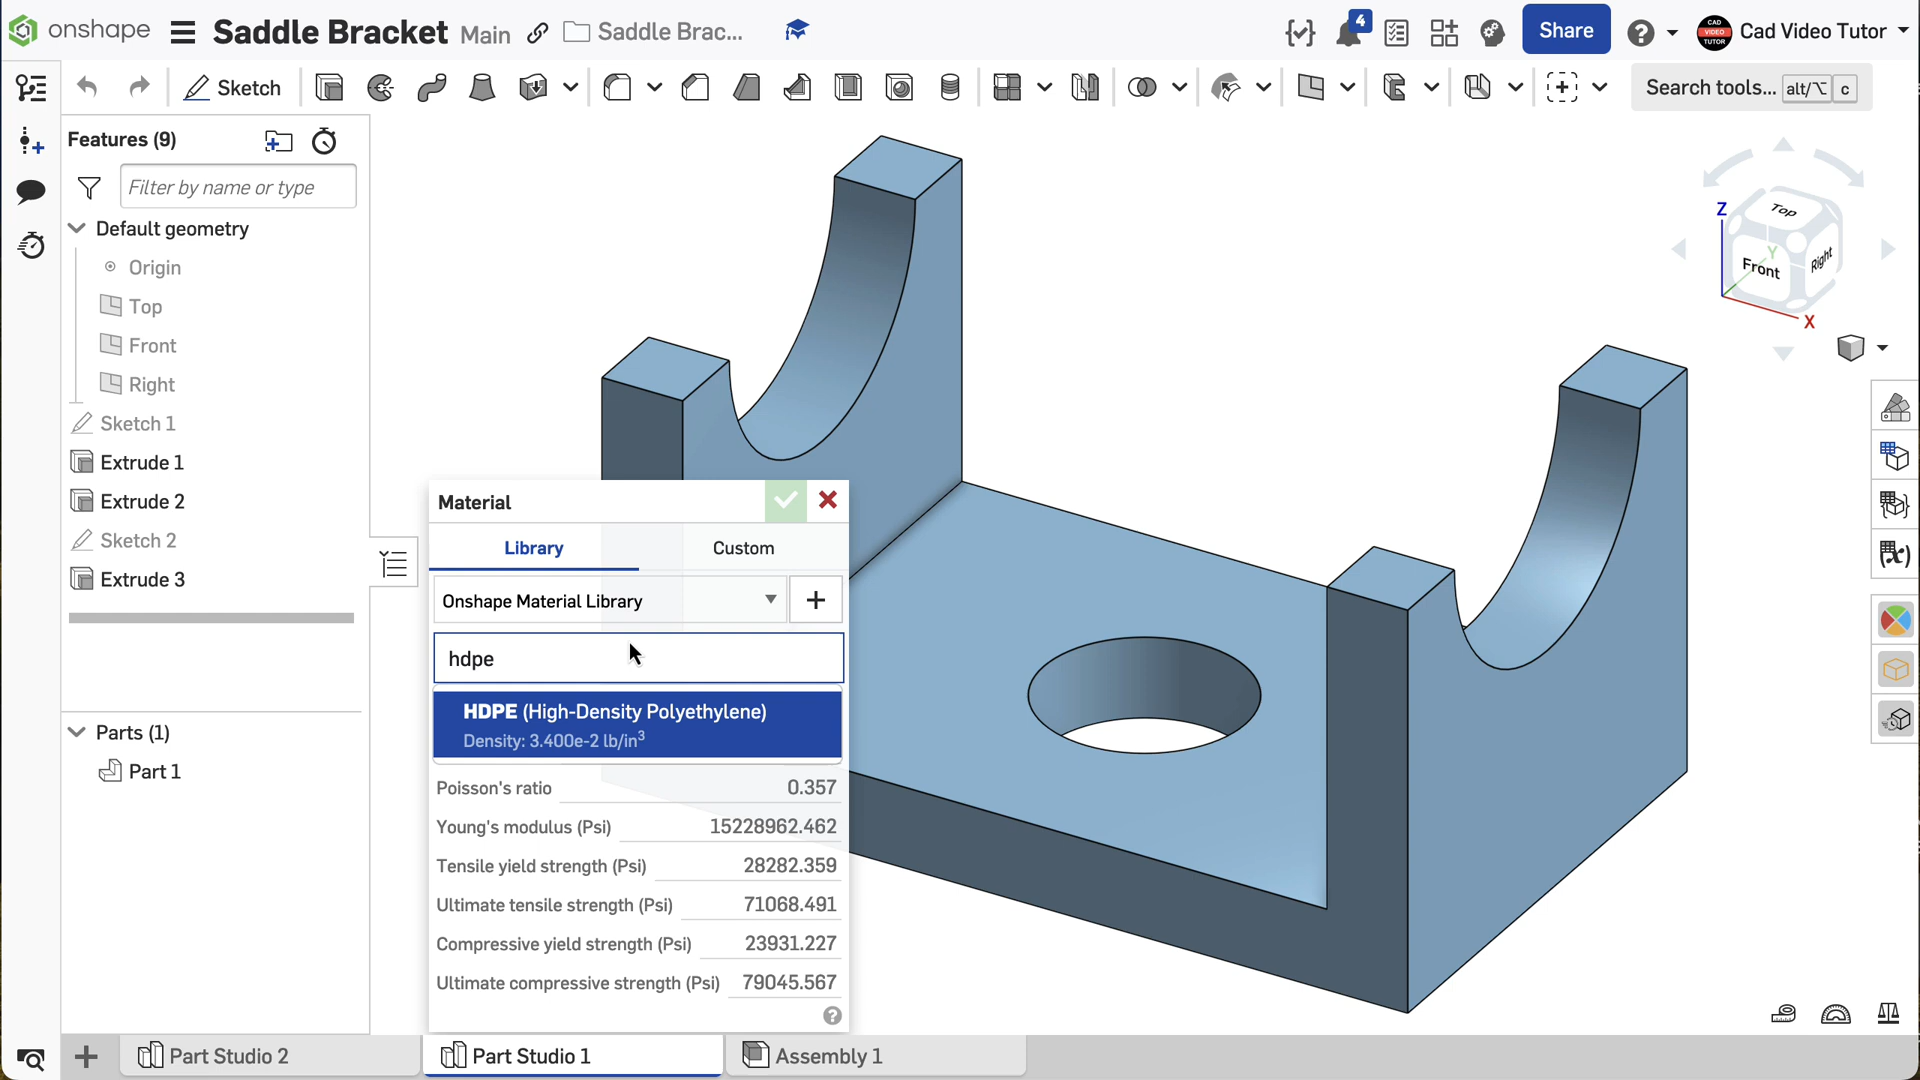 onshape Saddle Bracket Main Saddle Brac... 4 Share ? CAD VIDEO TUTOR Cad Video Tutor
Sketch Search tools... alt/⌥ c
Features (9)
Filter by name or type
Default geometry
Origin
Top
Front
Right
Sketch 1
Extrude 1
Extrude 2
Sketch 2
Extrude 3
Parts (1)
Part 1
Material
Library Custom
Onshape Material Library
hdpe
HDPE (High-Density Polyethylene)
Density: 3.400e-2 lb/in³
Poisson's ratio 0.357
Young's modulus (Psi) 15228962.462
Tensile yield strength (Psi) 28282.359
Ultimate tensile strength (Psi) 71068.491
Compressive yield strength (Psi) 23931.227
Ultimate compressive strength (Psi) 79045.567
?
Z
Top
Y
Front
Right
X
(x)
Part Studio 2 Part Studio 1 Assembly 1